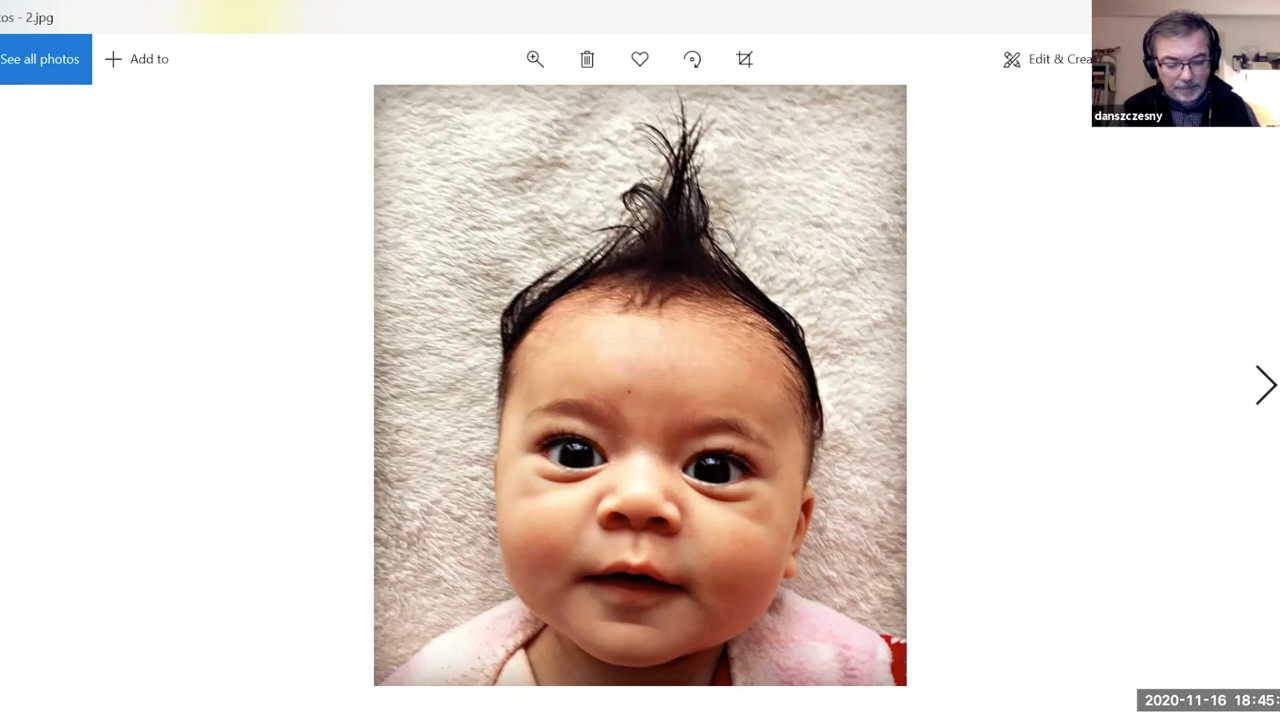 os - 2.jpg
See all photos
Add to
Edit & Crea
danszczesny
2020-11-16 18:45: